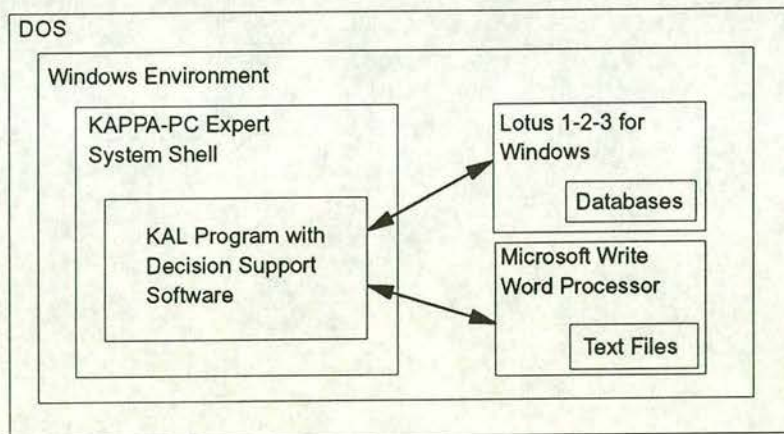 DOS
Windows Environment
KAPPA-PC Expert
System Shell
KAL Program with
Decision Support
Software
Lotus 1-2-3 for
Windows
Databases
Microsoft Write
Word Processor
Text Files